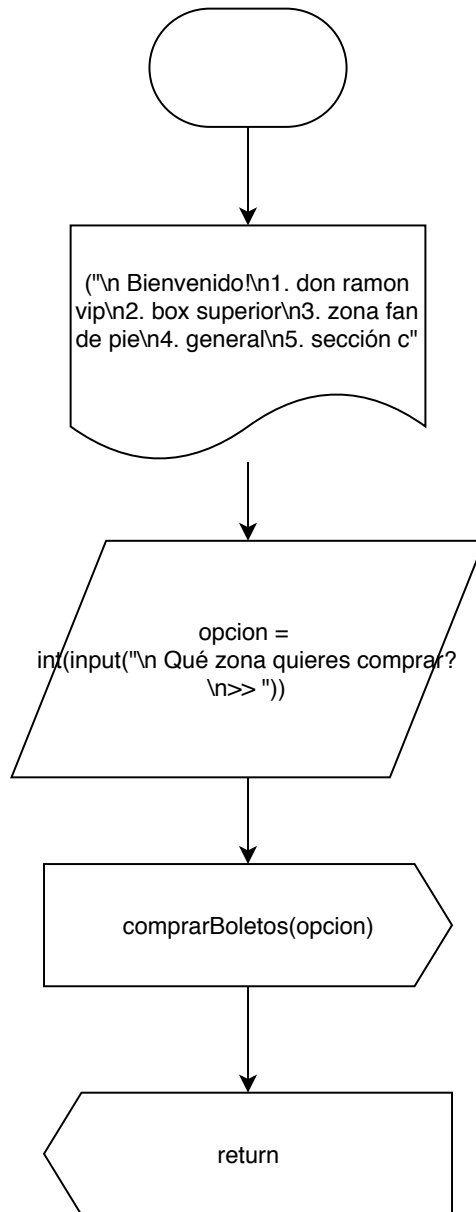 ("\n Bienvenido!\n1. don ramon
vip\n2. box superior\n3. zona fan
de pie\n4. general\n5. sección c"
opcion =
int(input("\n Qué zona quieres comprar?
\n>> "))
comprarBoletos(opcion)
return